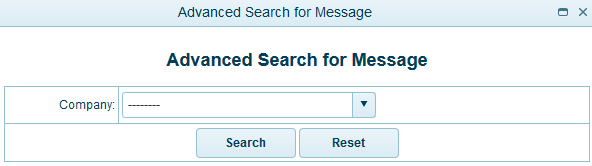 Advanced Search for Message
Advanced Search for Message
Company: --------
Search Reset